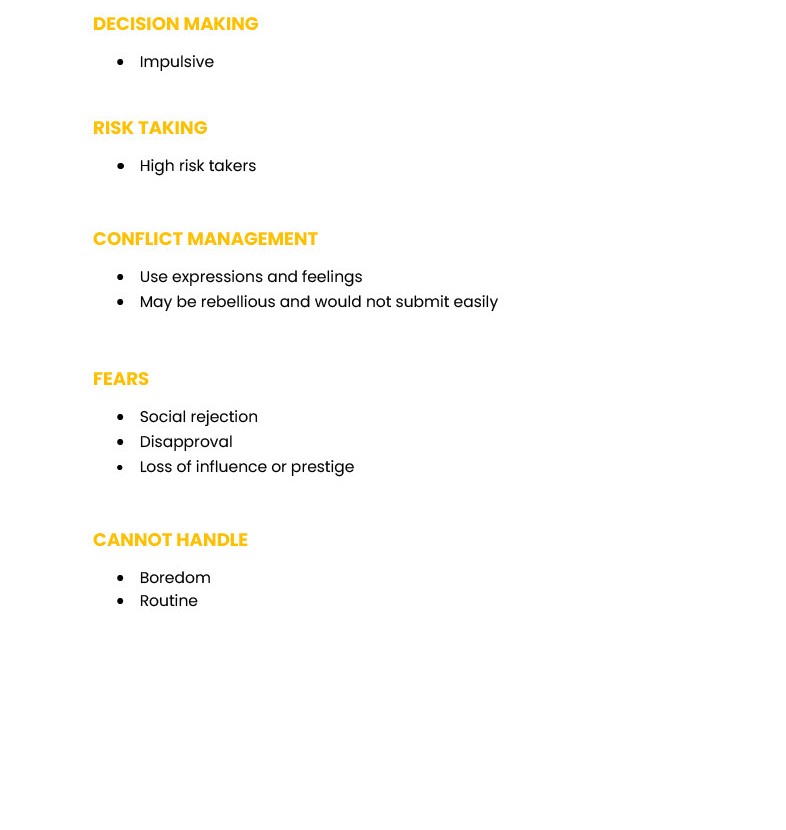 DECISION MAKING
• Impulsive
RISK TAKING
• High risk takers
CONFLICT MANAGEMENT
• Use expressions and feelings
• May be rebellious and would not submit easily
FEARS
• Social rejection
• Disapproval
• Loss of influence or prestige
CANNOT HANDLE
• Boredom
• Routine